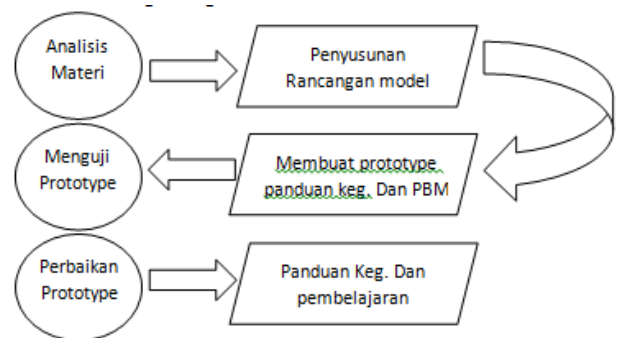 Analisis
Materi
Penyusunan
Rancangan model
Menguji
Prototype
Membuat prototype
panduan keg. Dan PBM
Perbaikan
Prototype
Panduan Keg. Dan
pembelajaran